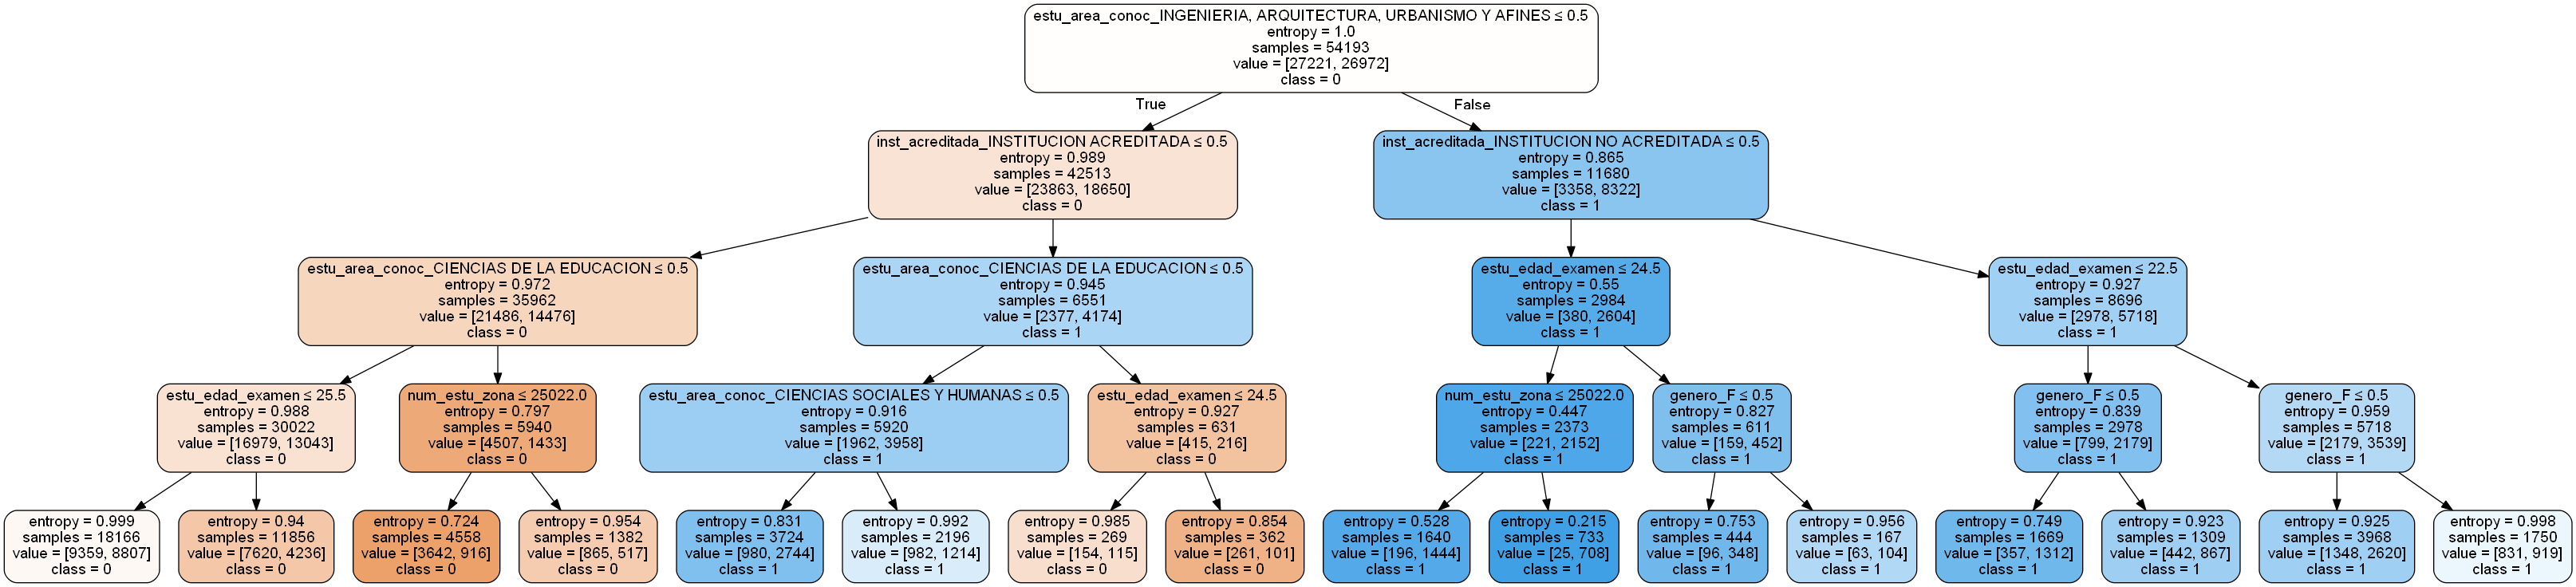 estu_area_conoc_INGENIERIA, ARQUITECTURA, URBANISMO Y AFINES ≤ 0.5
entropy = 1.0
samples = 54193
value = [27221, 26972]
class = 0
True
False
inst_acreditada_INSTITUCION ACREDITADA ≤ 0.5
entropy = 0.989
samples = 42513
value = [23863, 18650]
class = 0
inst_acreditada_INSTITUCION NO ACREDITADA ≤ 0.5
entropy = 0.865
samples = 11680
value = [3358, 8322]
class = 1
estu_area_conoc_CIENCIAS DE LA EDUCACION ≤ 0.5
entropy = 0.972
samples = 35962
value = [21486, 14476]
class = 0
estu_area_conoc_CIENCIAS DE LA EDUCACION ≤ 0.5
entropy = 0.945
samples = 6551
value = [2377, 4174]
class = 1
estu_edad_examen ≤ 24.5
entropy = 0.55
samples = 2984
value = [380, 2604]
class = 1
estu_edad_examen ≤ 22.5
entropy = 0.927
samples = 8696
value = [2978, 5718]
class = 1
estu_edad_examen ≤ 25.5
entropy = 0.988
samples = 30022
value = [16979, 13043]
class = 0
num_estu_zona ≤ 25022.0
entropy = 0.797
samples = 5940
value = [4507, 1433]
class = 0
estu_area_conoc_CIENCIAS SOCIALES Y HUMANAS ≤ 0.5
entropy = 0.916
samples = 5920
value = [1962, 3958]
class = 1
estu_edad_examen ≤ 24.5
entropy = 0.927
samples = 631
value = [415, 216]
class = 0
num_estu_zona ≤ 25022.0
entropy = 0.447
samples = 2373
value = [221, 2152]
class = 1
genero_F ≤ 0.5
entropy = 0.827
samples = 611
value = [159, 452]
class = 1
genero_F ≤ 0.5
entropy = 0.839
samples = 2978
value = [799, 2179]
class = 1
genero_F ≤ 0.5
entropy = 0.959
samples = 5718
value = [2179, 3539]
class = 1
entropy = 0.999
samples = 18166
value = [9359, 8807]
class = 0
entropy = 0.94
samples = 11856
value = [7620, 4236]
class = 0
entropy = 0.724
samples = 4558
value = [3642, 916]
class = 0
entropy = 0.954
samples = 1382
value = [865, 517]
class = 0
entropy = 0.831
samples = 3724
value = [980, 2744]
class = 1
entropy = 0.992
samples = 2196
value = [982, 1214]
class = 1
entropy = 0.985
samples = 269
value = [154, 115]
class = 0
entropy = 0.854
samples = 362
value = [261, 101]
class = 0
entropy = 0.528
samples = 1640
value = [196, 1444]
class = 1
entropy = 0.215
samples = 733
value = [25, 708]
class = 1
entropy = 0.753
samples = 444
value = [96, 348]
class = 1
entropy = 0.956
samples = 167
value = [63, 104]
class = 1
entropy = 0.749
samples = 1669
value = [357, 1312]
class = 1
entropy = 0.923
samples = 1309
value = [442, 867]
class = 1
entropy = 0.925
samples = 3968
value = [1348, 2620]
class = 1
entropy = 0.998
samples = 1750
value = [831, 919]
class = 1